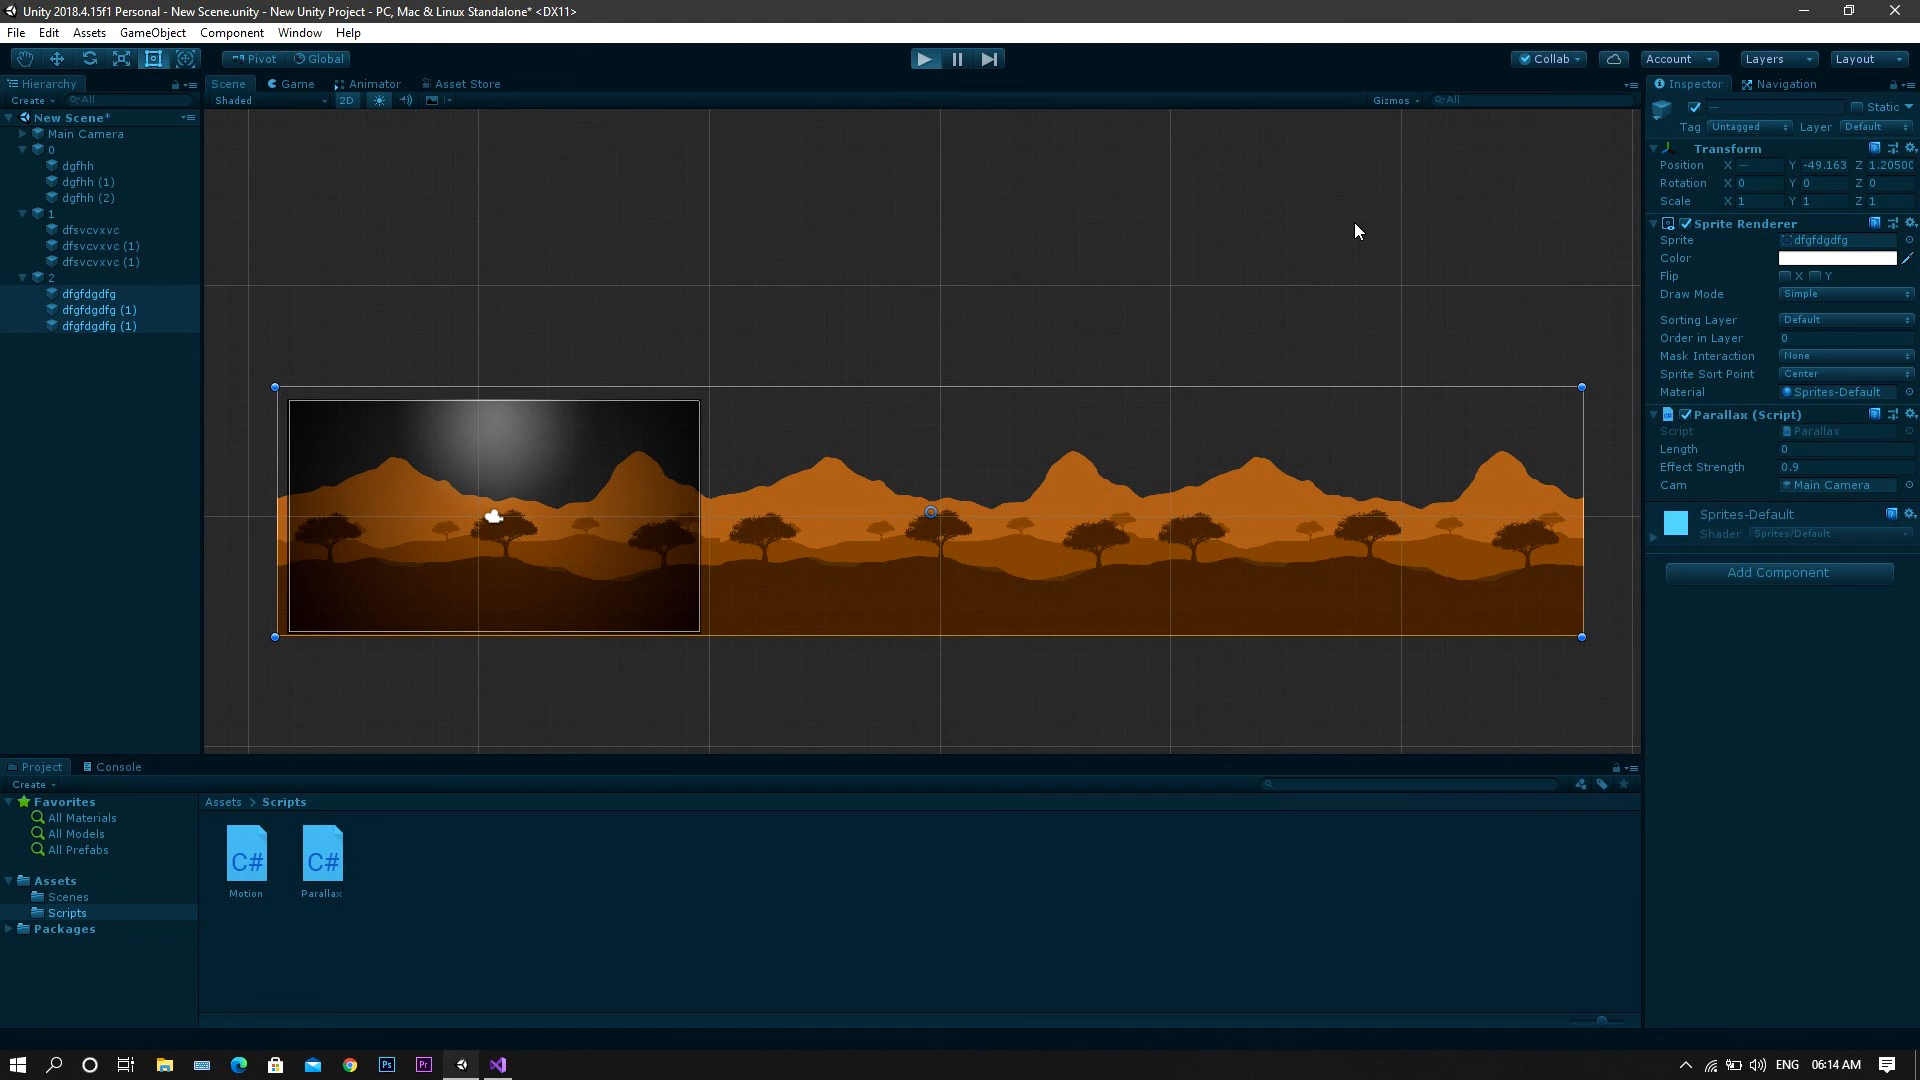 Unity 2018.4.15f1 Personal - New Scene.unity - New Unity Project - PC, Mac & Linux Standalone* <DX11>
File Edit Assets GameObject Component Window Help
Pivot Global Collab Account Layers Layout
Hierarchy Scene Game Animator Asset Store Inspector Navigation
Create All Shaded 2D Gizmos All
New Scene*
Main Camera
0
dgfhh
dgfhh (1)
dgfhh (2)
1
dfsvcvxvc
dfsvcvxvc (1)
dfsvcvxvc (1)
2
dfgfdgdfg
dfgfdgdfg (1)
dfgfdgdfg (1)
— Static
Tag Untagged Layer Default
Transform
Position X — Y -49.163 Z 1.20500
Rotation X 0 Y 0 Z 0
Scale X 1 Y 1 Z 1
Sprite Renderer
Sprite dfgfdgdfg
Color
Flip X Y
Draw Mode Simple
Sorting Layer Default
Order in Layer 0
Mask Interaction None
Sprite Sort Point Center
Material Sprites-Default
Parallax (Script)
Script Parallax
Length 0
Effect Strength 0.9
Cam Main Camera
Sprites-Default
Shader Sprites/Default
Add Component
Project Console
Create
Favorites
All Materials
All Models
All Prefabs
Assets
Scenes
Scripts
Packages
Assets > Scripts
C# C#
Motion Parallax
Ps Pr
ENG 06:14 AM